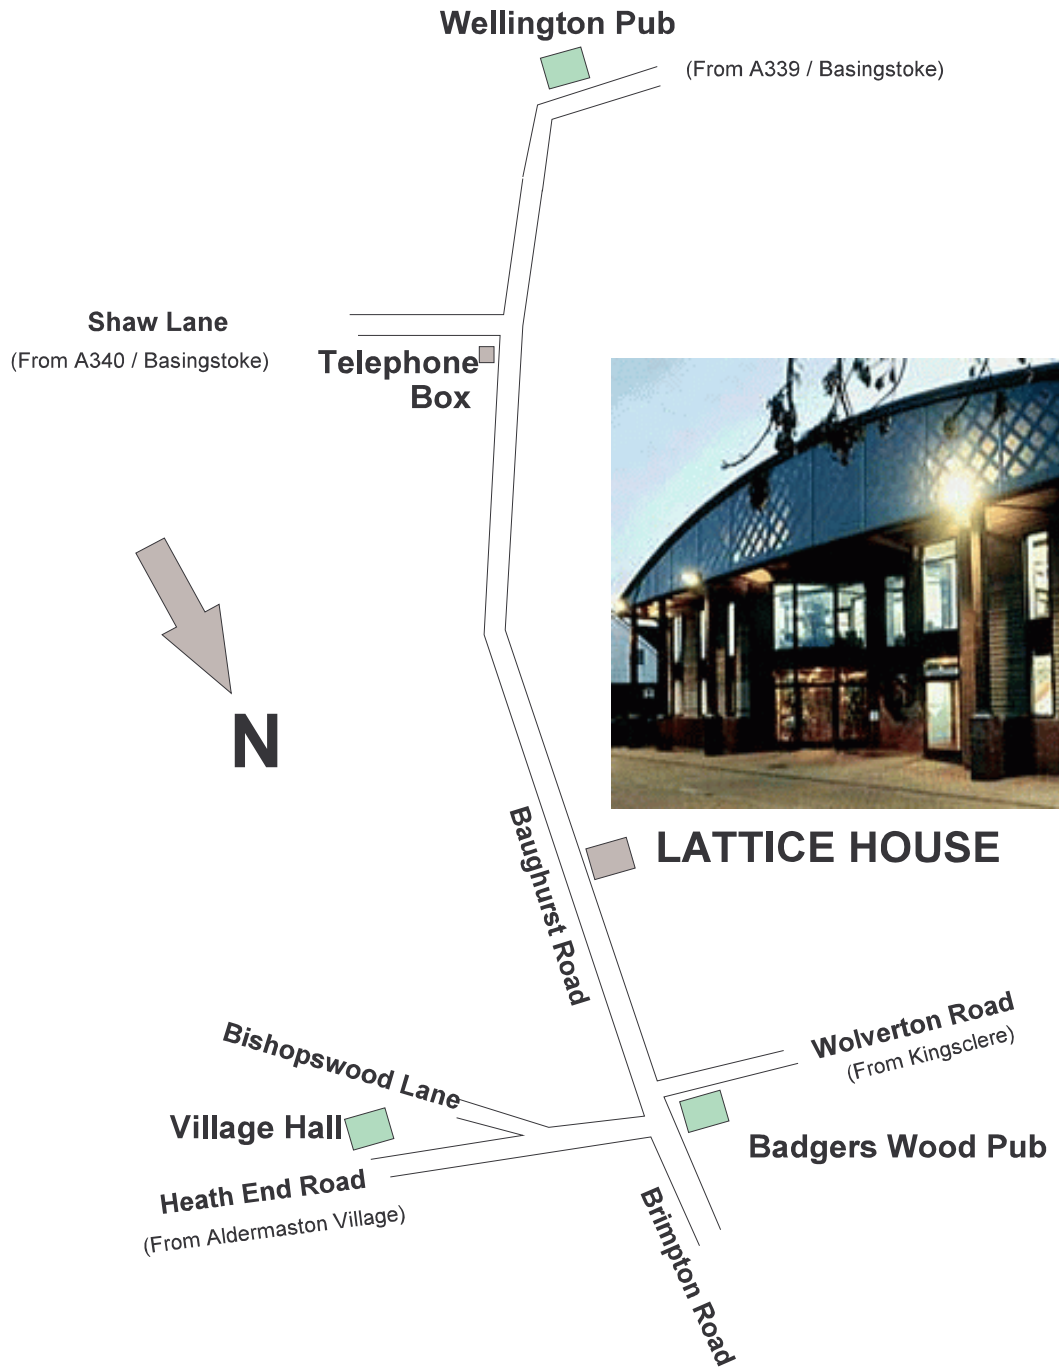 Wellington Pub
(From A339 / Basingstoke)
Shaw Lane
(From A340 / Basingstoke)
Telephone
Box
N
LATTICE HOUSE
Baughurst Road
Wolverton Road
(From Kingsclere)
Bishopswood Lane
Village Hall
Badgers Wood Pub
Heath End Road
(From Aldermaston Village)
Brimpton Road